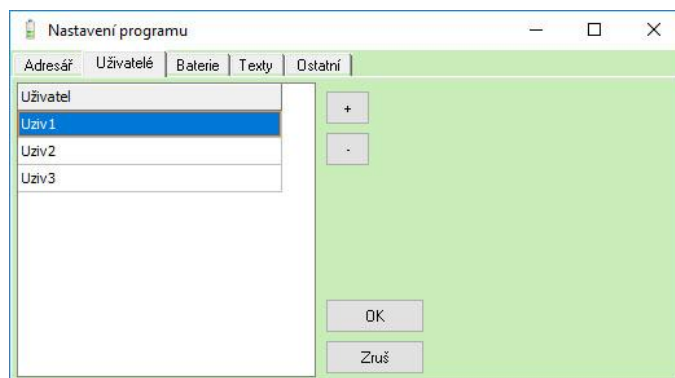 Nastavení programu
Adresář Uživatelé Baterie Texty Ostatní
Uživatel
+
Uziv1
Uziv2
-
Uziv3
OK
Zruš